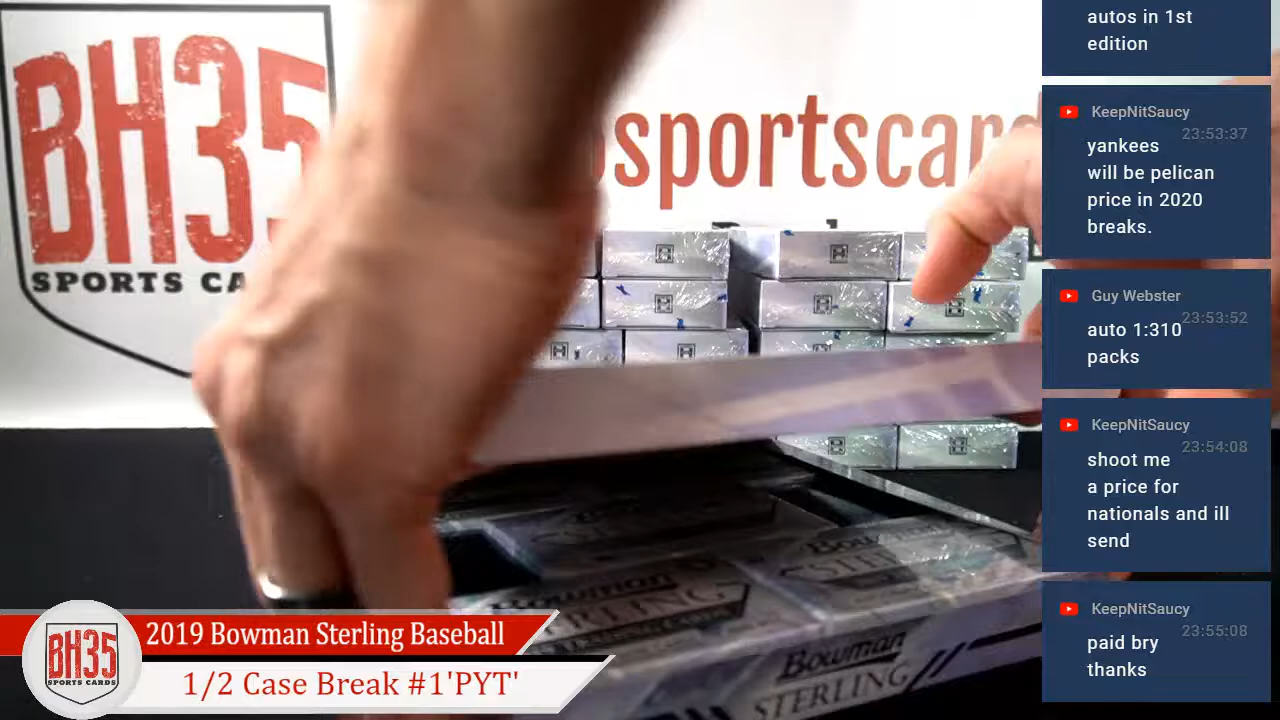 BH35
SPORTS CA
sportscar
autos in 1st
edition
KeepNitSaucy
23:53:37
yankees
will be pelican
price in 2020
breaks.
Guy Webster
23:53:52
auto 1:310
packs
KeepNitSaucy
23:54:08
shoot me
a price for
nationals and ill
send
KeepNitSaucy
23:55:08
paid bry
thanks
Bowman
STERLING
Bowman
STERLING
BH35
SPORTS CARDS
2019 Bowman Sterling Baseball
1/2 Case Break #1'PYT'